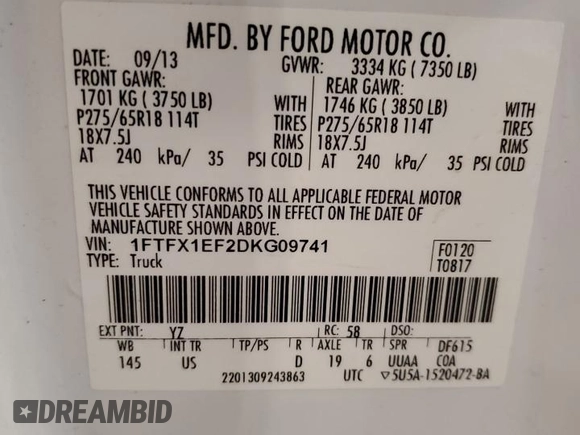 MFD. BY FORD MOTOR CO.
DATE: 09/13 GVWR: 3334 KG ( 7350 LB)
FRONT GAWR: REAR GAWR:
1701 KG ( 3750 LB) WITH 1746 KG ( 3850 LB) WITH
P275/65R18 114T TIRES P275/65R18 114T TIRES
18X7.5J RIMS 18X7.5J RIMS
AT 240 kPa/ 35 PSI COLD AT 240 kPa/ 35 PSI COLD
THIS VEHICLE CONFORMS TO ALL APPLICABLE FEDERAL MOTOR
VEHICLE SAFETY STANDARDS IN EFFECT ON THE DATE OF
MANUFACTURE SHOWN ABOVE.
VIN: 1FTFX1EF2DKG09741 F0120
TYPE: Truck T0817
EXT PNT: YZ RC: 58 DSO:
WB INT TR TP/PS R AXLE TR SPR DF615
145 US D 19 6 UUAA COA
2201309243863 UTC ▽5U5A-1520472-BA
DREAMBID